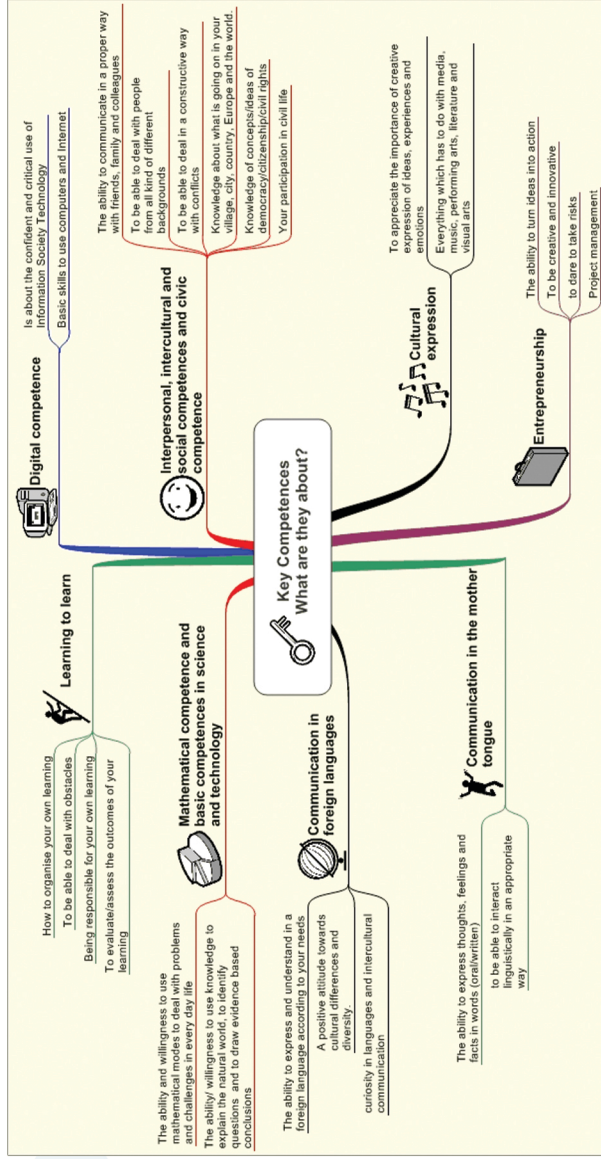 Key Competences
What are they about?
Digital competence
Is about the confident and critical use of
Information Society Technology
Basic skills to use computers and Internet
Interpersonal, intercultural and
social competences and civic
competence
The ability to communicate in a proper way
with friends, family and colleagues
To be able to deal with people
from all kind of different
backgrounds
To be able to deal in a constructive way
with conflicts
Knowledge about what is going on in your
village, city, country, Europe and the world.
Knowledge of concepts/ideas of
democracy/citizenship/civil rights
Your participation in civil life
Cultural
expression
To appreciate the importance of creative
expression of ideas, experiences and
emotions
Everything which has to do with media,
music, performing arts, literature and
visual arts
Entrepreneurship
The ability to turn ideas into action
To be creative and innovative
to dare to take risks
Project management
Learning to learn
How to organise your own learning
To be able to deal with obstacles
Being responsible for your own learning
To evaluate/assess the outcomes of your
learning
Mathematical competence and
basic competences in science
and technology
The ability and willingness to use
mathematical modes to deal with problems
and challenges in every day life
The ability/ willingness to use knowledge to
explain the natural world, to identify
questions and to draw evidence based
conclusions
Communication in
foreign languages
The ability to express and understand in a
foreign language according to your needs
A positive attitude towards
cultural differences and
diversity.
curiosity in languages and intercultural
communication
Communication in the mother
tongue
The ability to express thoughts, feelings and
facts in words (oral/written)
to be able to interact
linguistically in an appropriate
way